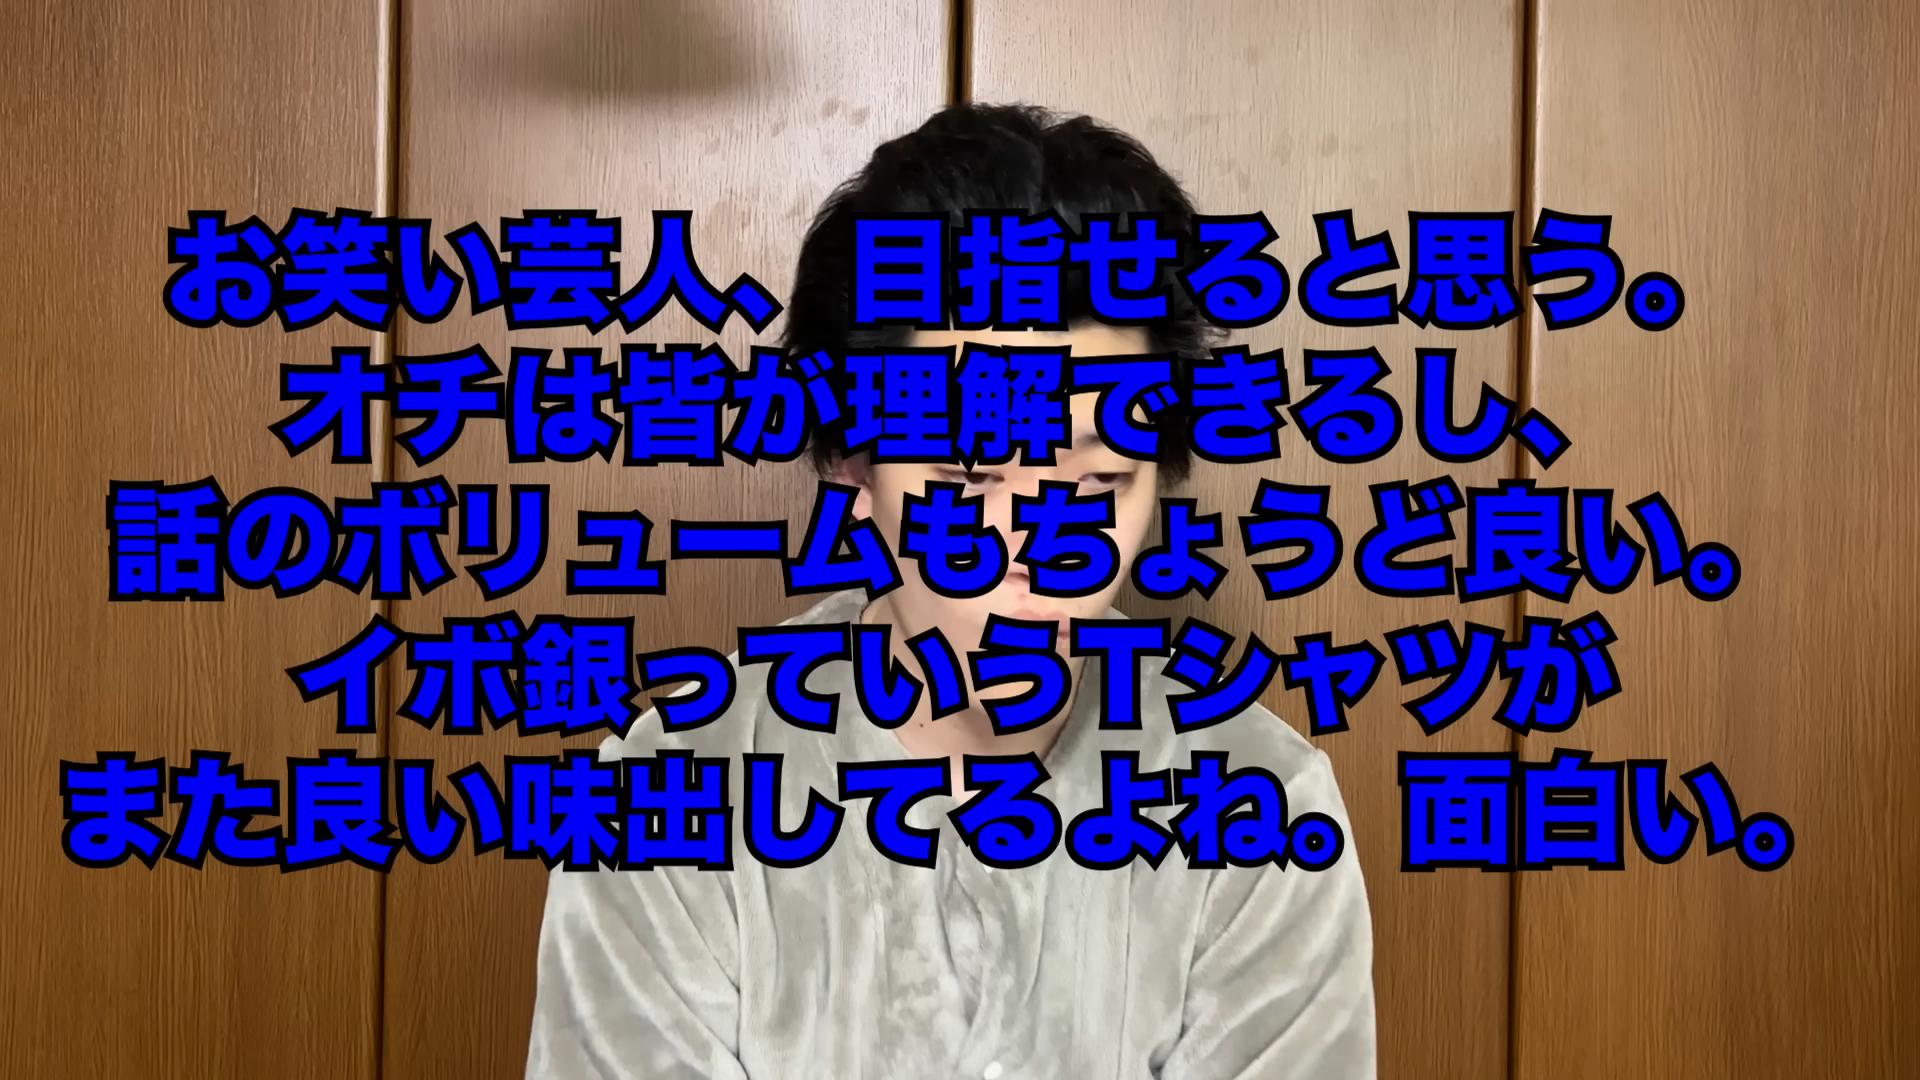 お笑い芸人、目指せると思う。
オチは皆が理解できるし、
話のボリュームもちょうど良い。
イボ銀っていうTシャツが
また良い味出してるよね。面白い。